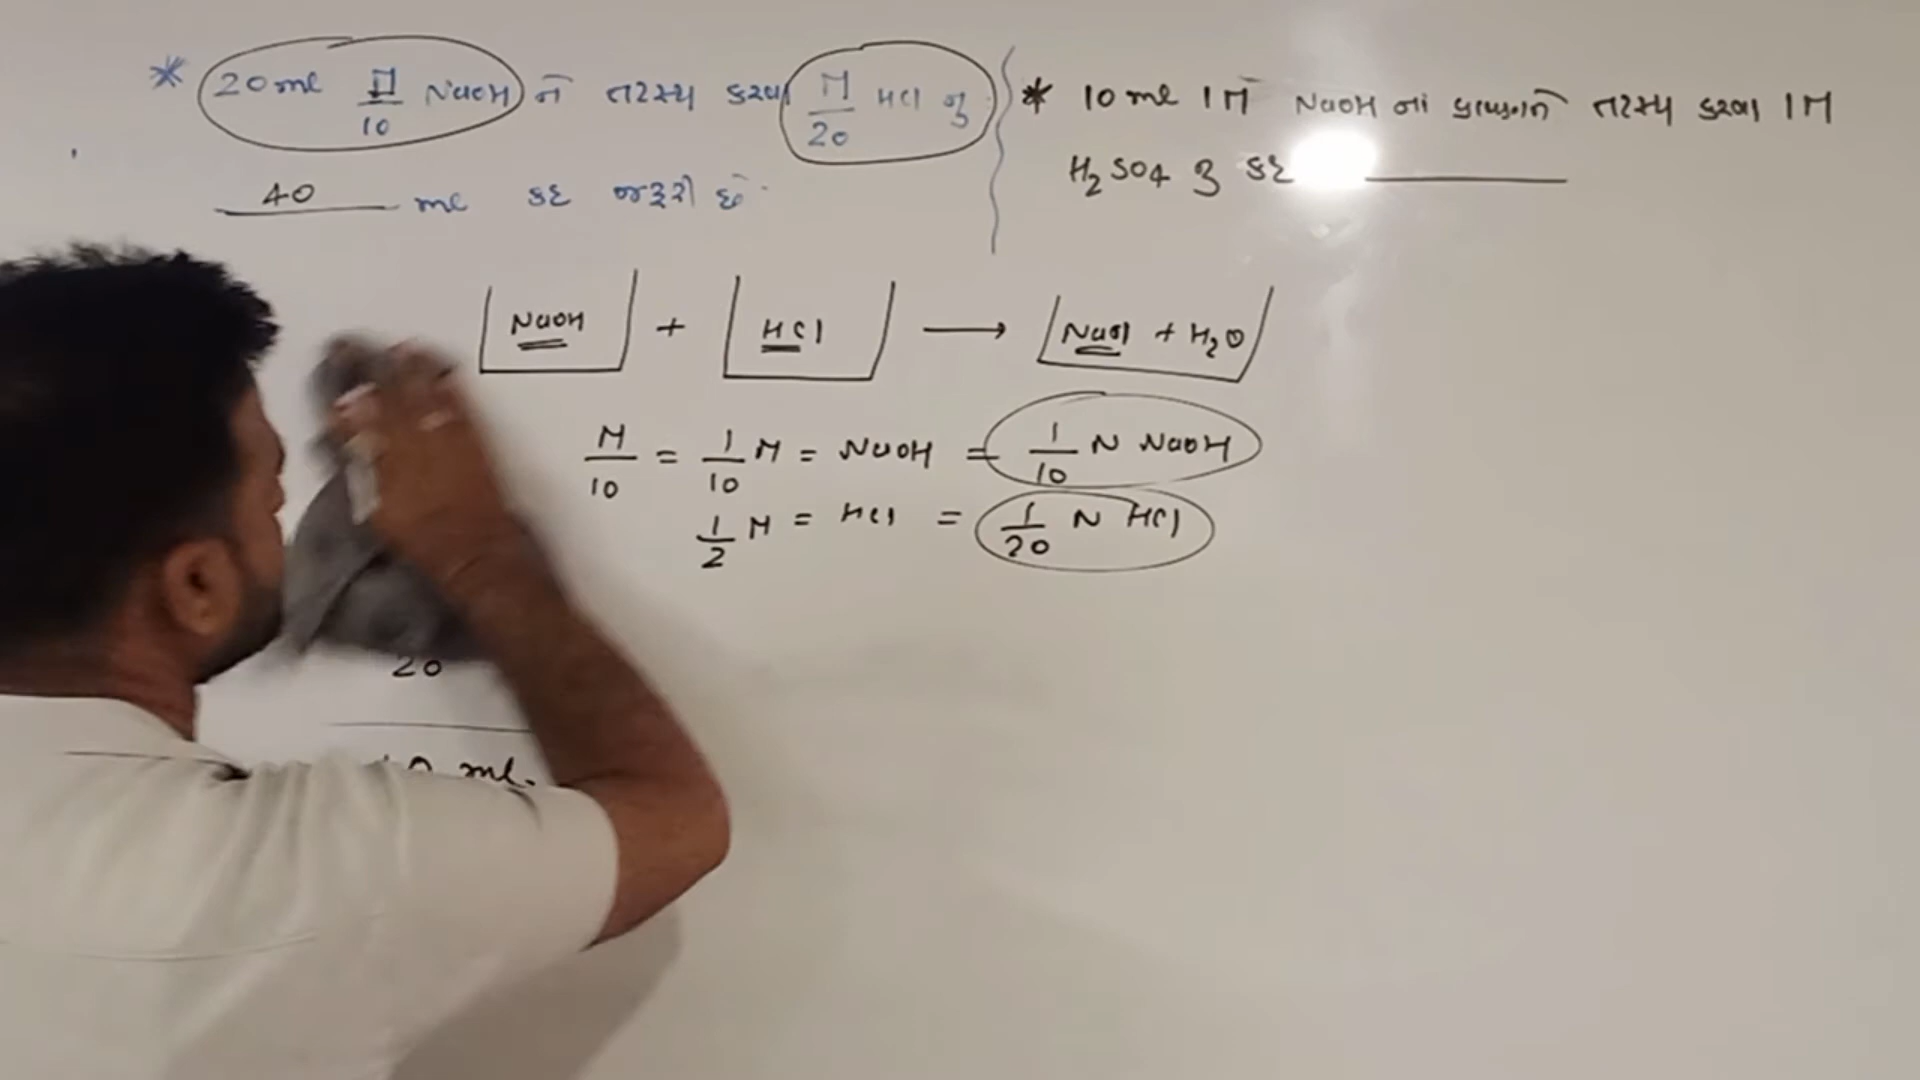 * 20 ml M/10 NaOH ને તટસ્થ કરવા M/20 HCl નુ
40 ml કદ જરૂરી છે.
* 10 ml 1M NaOH નાં દ્રાવણને તટસ્થ કરવા 1M
H₂SO₄ નુ કદ ______
NaOH + HCl ⟶ NaCl + H₂O
M/10 = 1/10 M = NaOH = 1/10 N NaOH
1/2 M = HCl = 1/20 N HCl
20
ml.